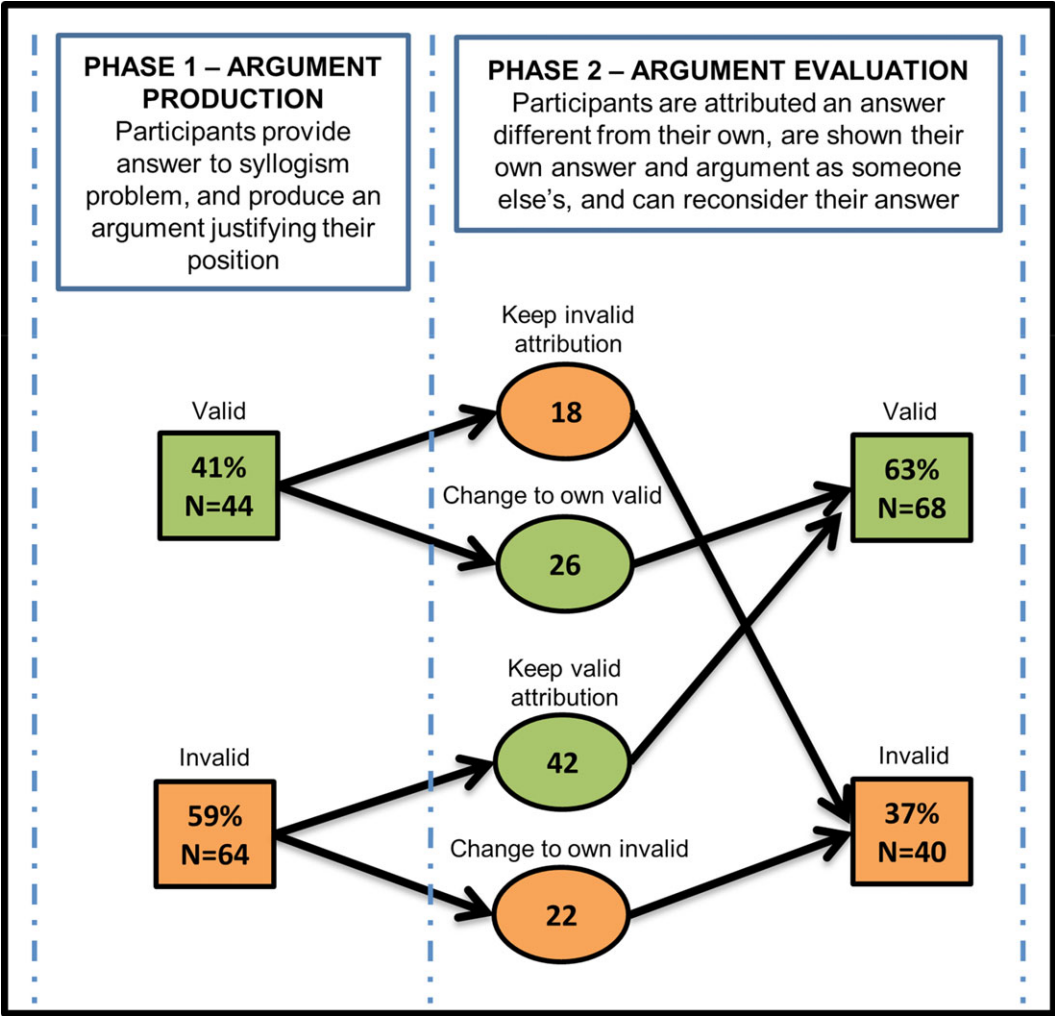 PHASE 1 – ARGUMENT
PRODUCTION
Participants provide
answer to syllogism
problem, and produce an
argument justifying their
position
PHASE 2 – ARGUMENT EVALUATION
Participants are attributed an answer
different from their own, are shown their
own answer and argument as someone
else's, and can reconsider their answer
Valid
41%
N=44
Keep invalid
attribution
18
Change to own valid
26
Valid
63%
N=68
Invalid
59%
N=64
Keep valid
attribution
42
Change to own invalid
22
Invalid
37%
N=40